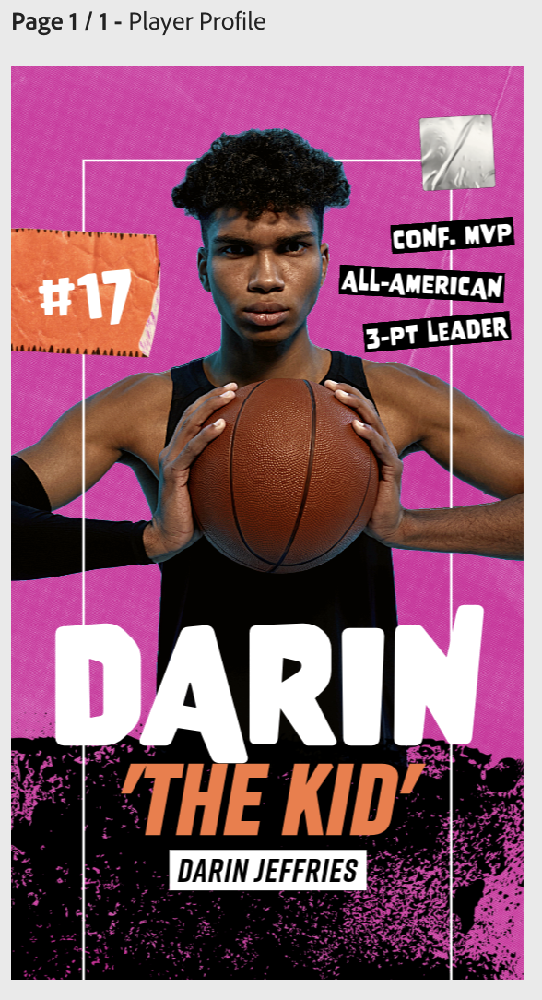 Page 1 / 1 - Player Profile
#17
CONF. MVP
ALL-AMERICAN
3-PT LEADER
DARIN
'THE KID'
DARIN JEFFRIES